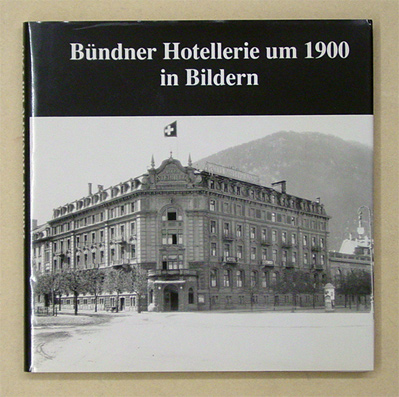 Bündner Hotellerie um 1900
in Bildern